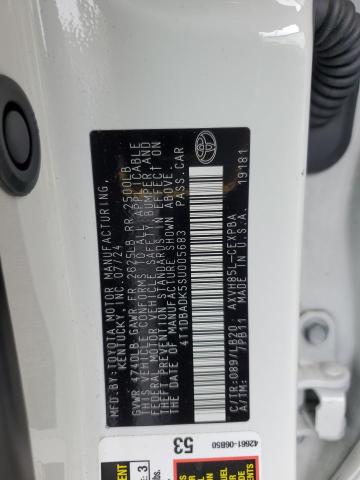 MFD.BY:TOYOTA MOTOR MANUFACTURING,
KENTUCKY,INC.07/24
GVWR 4740LB GAWR FR 2625LB RR 2500LB
THIS VEHICLE CONFORMS TO ALL APPLICABLE
FEDERAL MOTOR VEHICLE SAFETY, BUMPER AND
THEFT PREVENTION STANDARDS IN EFFECT ON
THE DATE OF MANUFACTURE SHOWN ABOVE.
4T1DBADK5SU005683 PASS.CAR
C/TR:089/LB20 AXVH85L-CEXPBA
A/TM: 7PB11 MADE IN U.S.A. 19181
42661-06B50
53